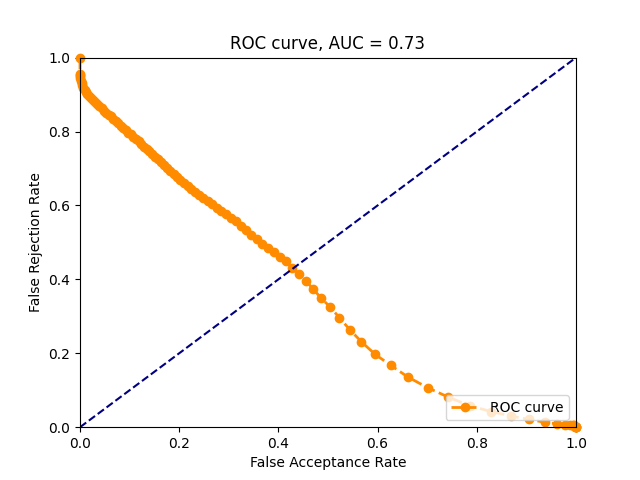 ROC curve, AUC = 0.73
1.0
0.8
0.6
0.4
0.2
0.0
False Rejection Rate
ROC curve
0.0 0.2 0.4 0.6 0.8 1.0
False Acceptance Rate